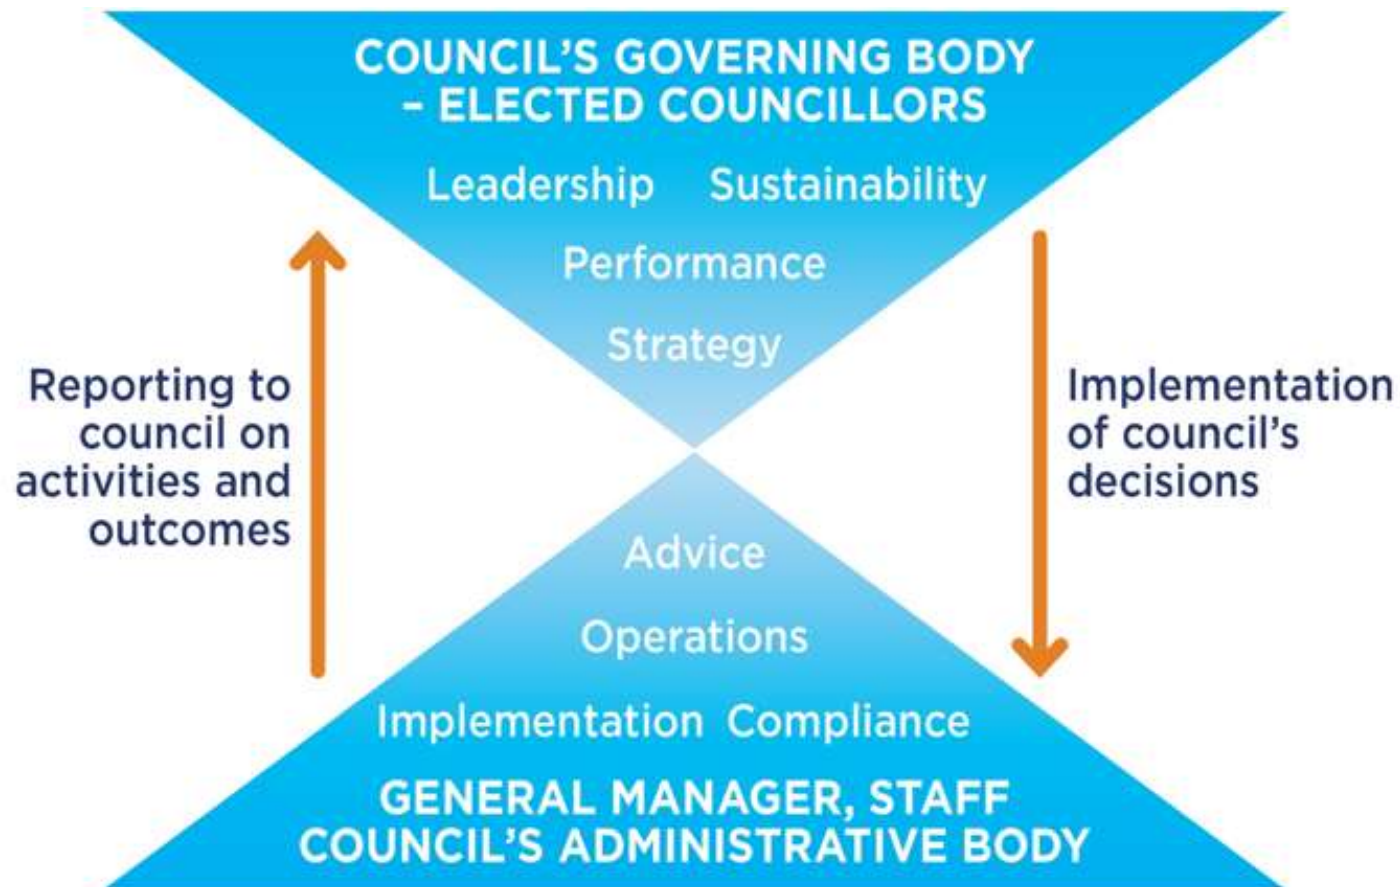 COUNCIL'S GOVERNING BODY
– ELECTED COUNCILLORS
Leadership Sustainability
Performance
Strategy
Reporting to
council on
activities and
outcomes
Implementation
of council's
decisions
Advice
Operations
Implementation Compliance
GENERAL MANAGER, STAFF
COUNCIL'S ADMINISTRATIVE BODY